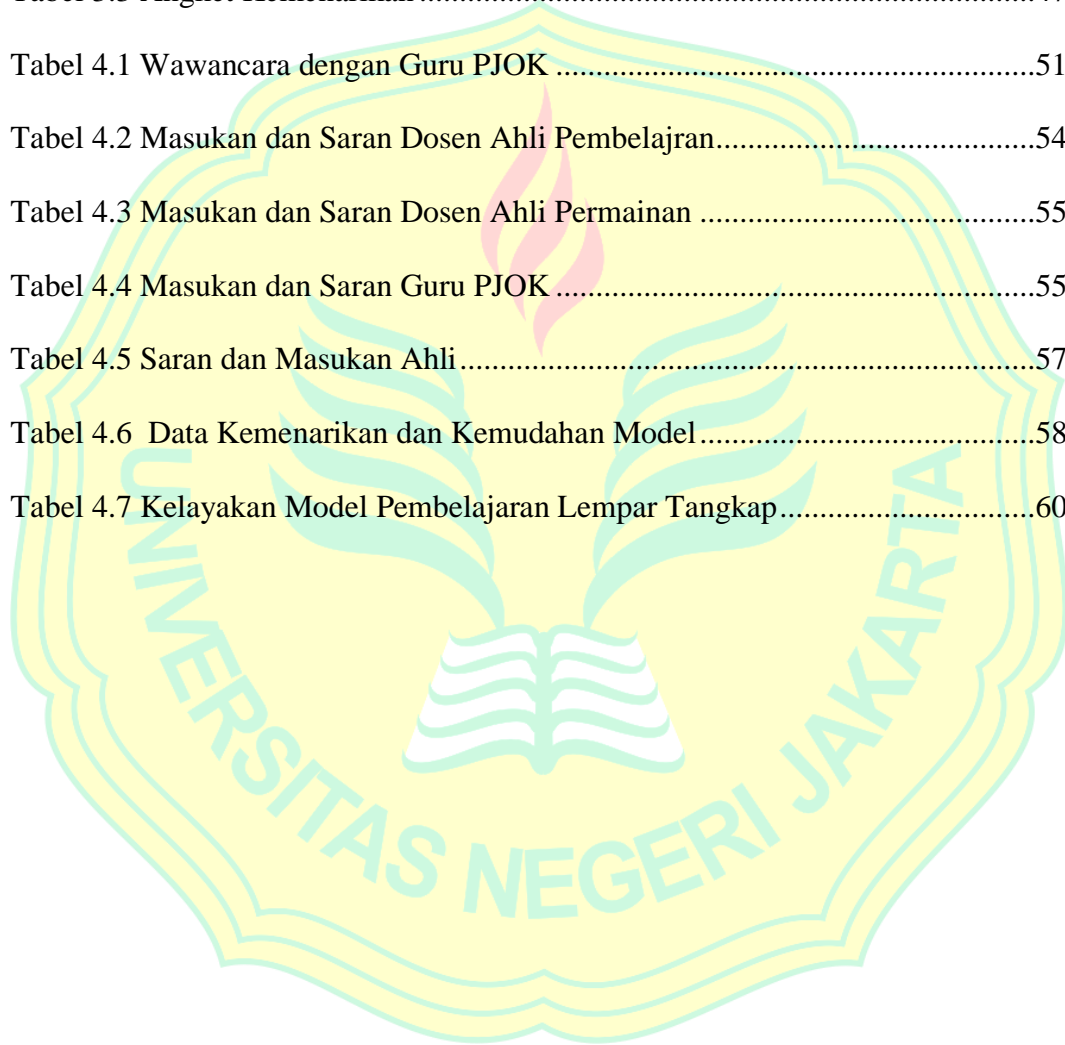 Tabel 4.1 Wawancara dengan Guru PJOK ....................................................................51
Tabel 4.2 Masukan dan Saran Dosen Ahli Pembelajran..............................................54
Tabel 4.3 Masukan dan Saran Dosen Ahli Permainan ................................................55
Tabel 4.4 Masukan dan Saran Guru PJOK ....................................................................55
Tabel 4.5 Saran dan Masukan Ahli..................................................................................57
Tabel 4.6  Data Kemenarikan dan Kemudahan Model................................................58
Tabel 4.7 Kelayakan Model Pembelajaran Lempar Tangkap.....................................60
UNIVERSITAS NEGERI JAKARTA